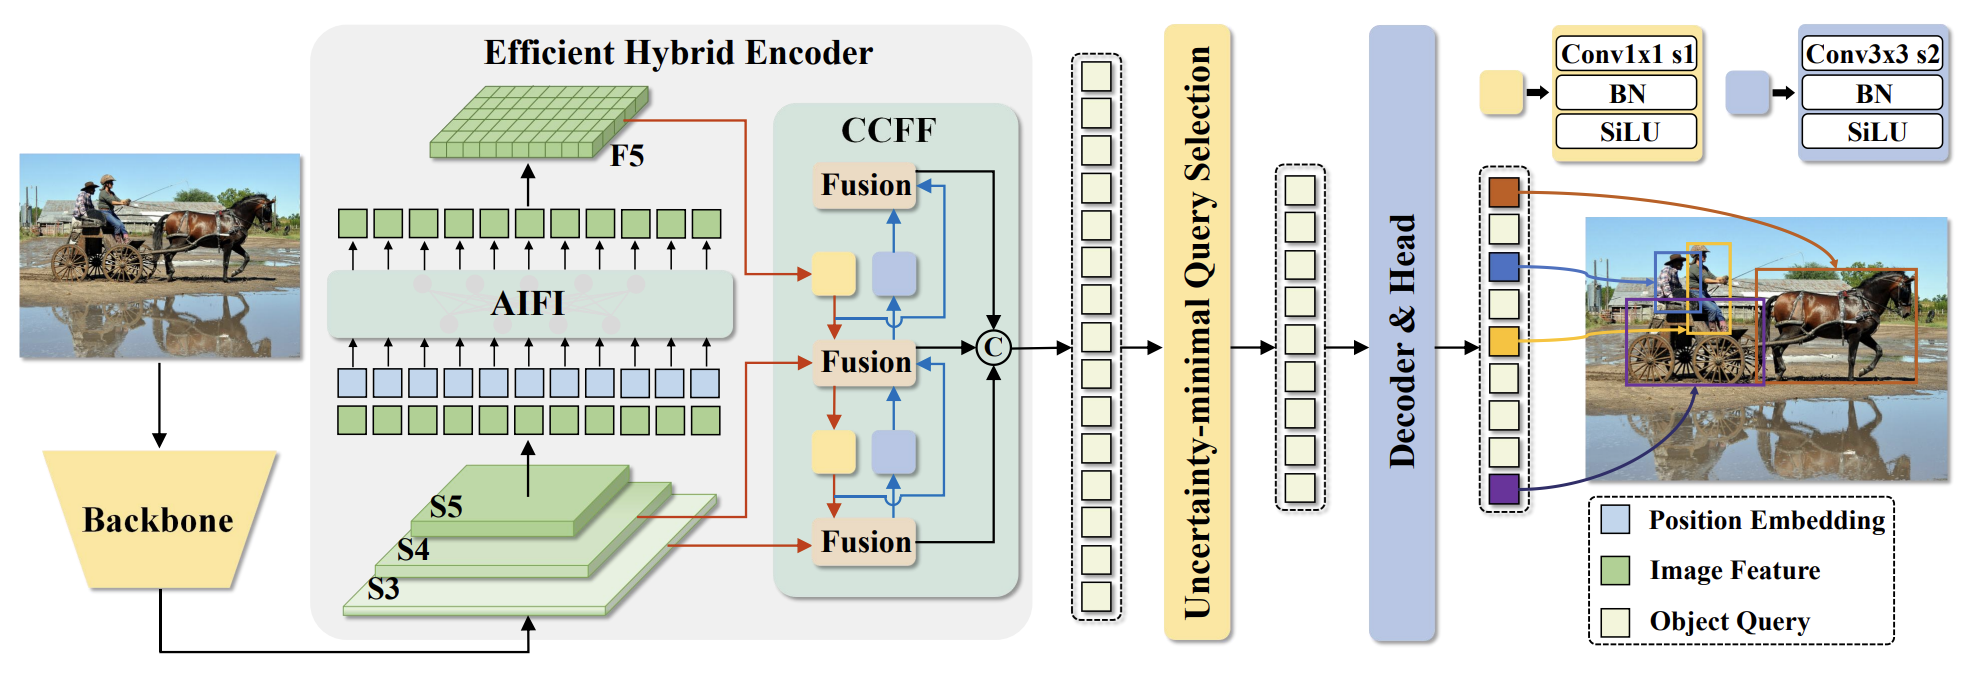 Efficient Hybrid Encoder
F5
AIFI
S5
S4
S3
Backbone
CCFF
Fusion
Fusion
Fusion
C
Uncertainty-minimal Query Selection
Decoder & Head
Conv1x1 s1
BN
SiLU
Conv3x3 s2
BN
SiLU
Position Embedding
Image Feature
Object Query